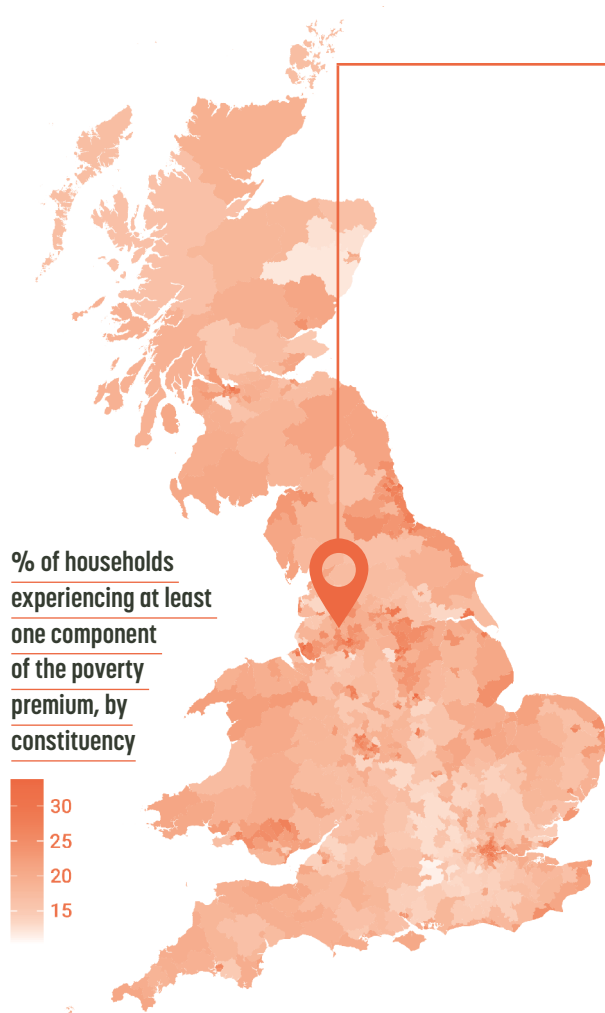 % of households
experiencing at least
one component
of the poverty
premium, by
constituency
30
25
20
15